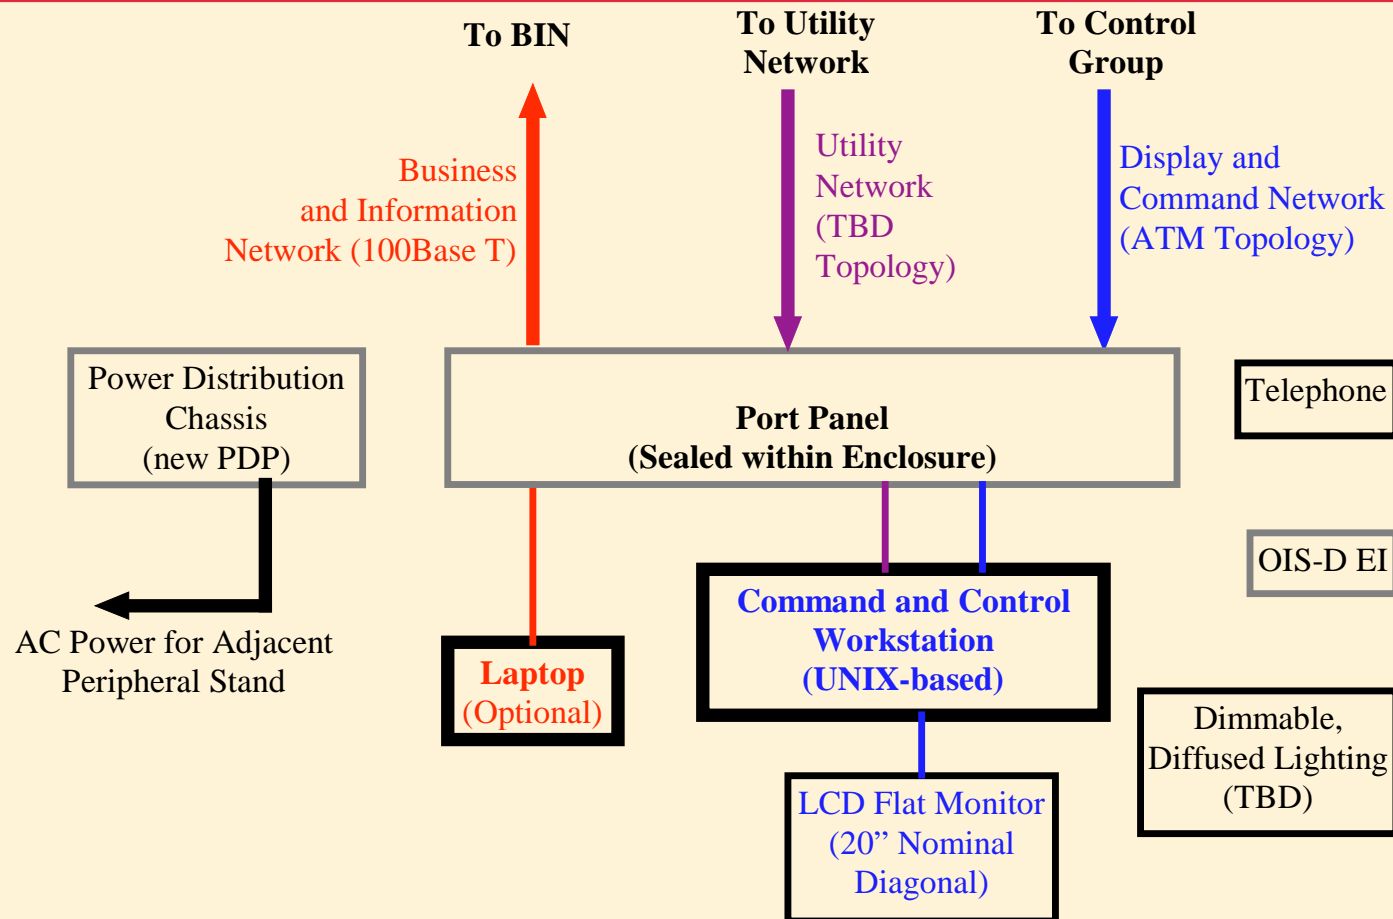 To BIN
To Utility
Network
To Control
Group
Business
and Information
Network (100Base T)
Utility
Network
(TBD
Topology)
Display and
Command Network
(ATM Topology)
Power Distribution
Chassis
(new PDP)
Port Panel
(Sealed within Enclosure)
Telephone
OIS-D EI
AC Power for Adjacent
Peripheral Stand
Laptop
(Optional)
Command and Control
Workstation
(UNIX-based)
Dimmable,
Diffused Lighting
(TBD)
LCD Flat Monitor
(20” Nominal
Diagonal)